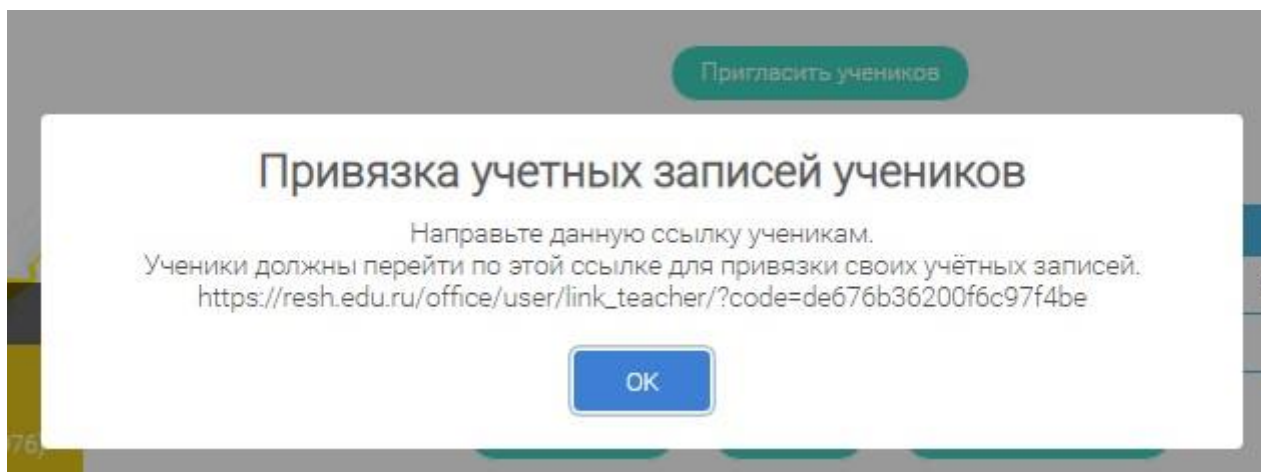 Пригласить учеников
Привязка учетных записей учеников
Направьте данную ссылку ученикам.
Ученики должны перейти по этой ссылке для привязки своих учётных записей.
https://resh.edu.ru/office/user/link_teacher/?code=de676b36200f6c97f4be
ОК